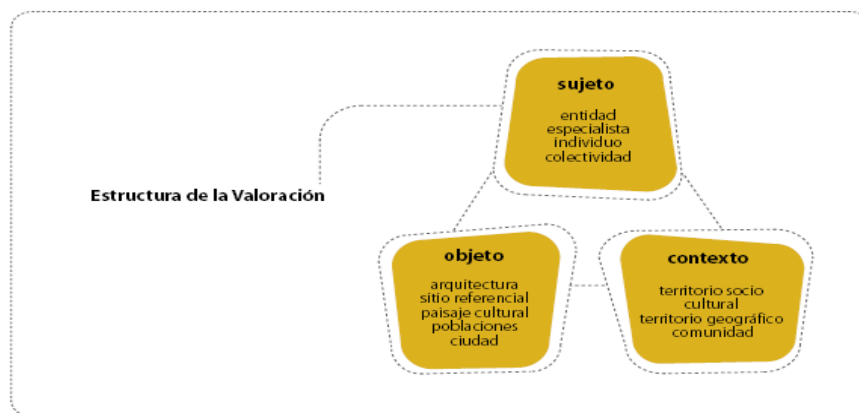 sujeto
entidad
especialista
individuo
colectividad
Estructura de la Valoración
objeto
arquitectura
sitio referencial
paisaje cultural
poblaciones
ciudad
contexto
territorio socio
cultural
territorio geográfico
comunidad